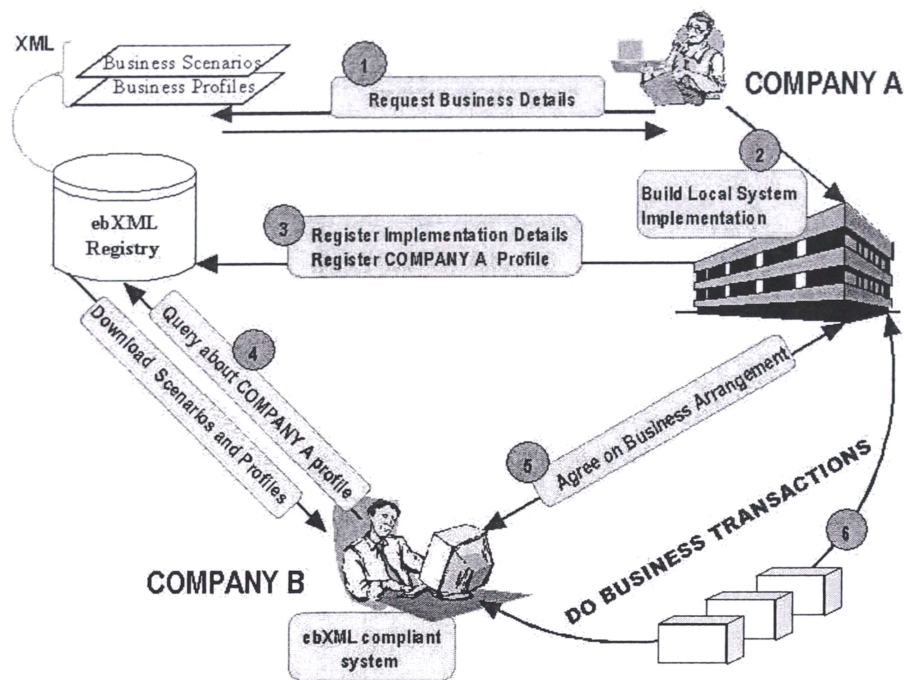 XML
Business Scenarios
Business Profiles
1
Request Business Details
COMPANY A
2
Build Local System
Implementation
ebXML
Registry
3
Register Implementation Details
Register COMPANY A Profile
4
Query about COMPANY A profile
Download Scenarios and Profiles
5
Agree on Business Arrangement
6
DO BUSINESS TRANSACTIONS
COMPANY B
ebXML compliant
system